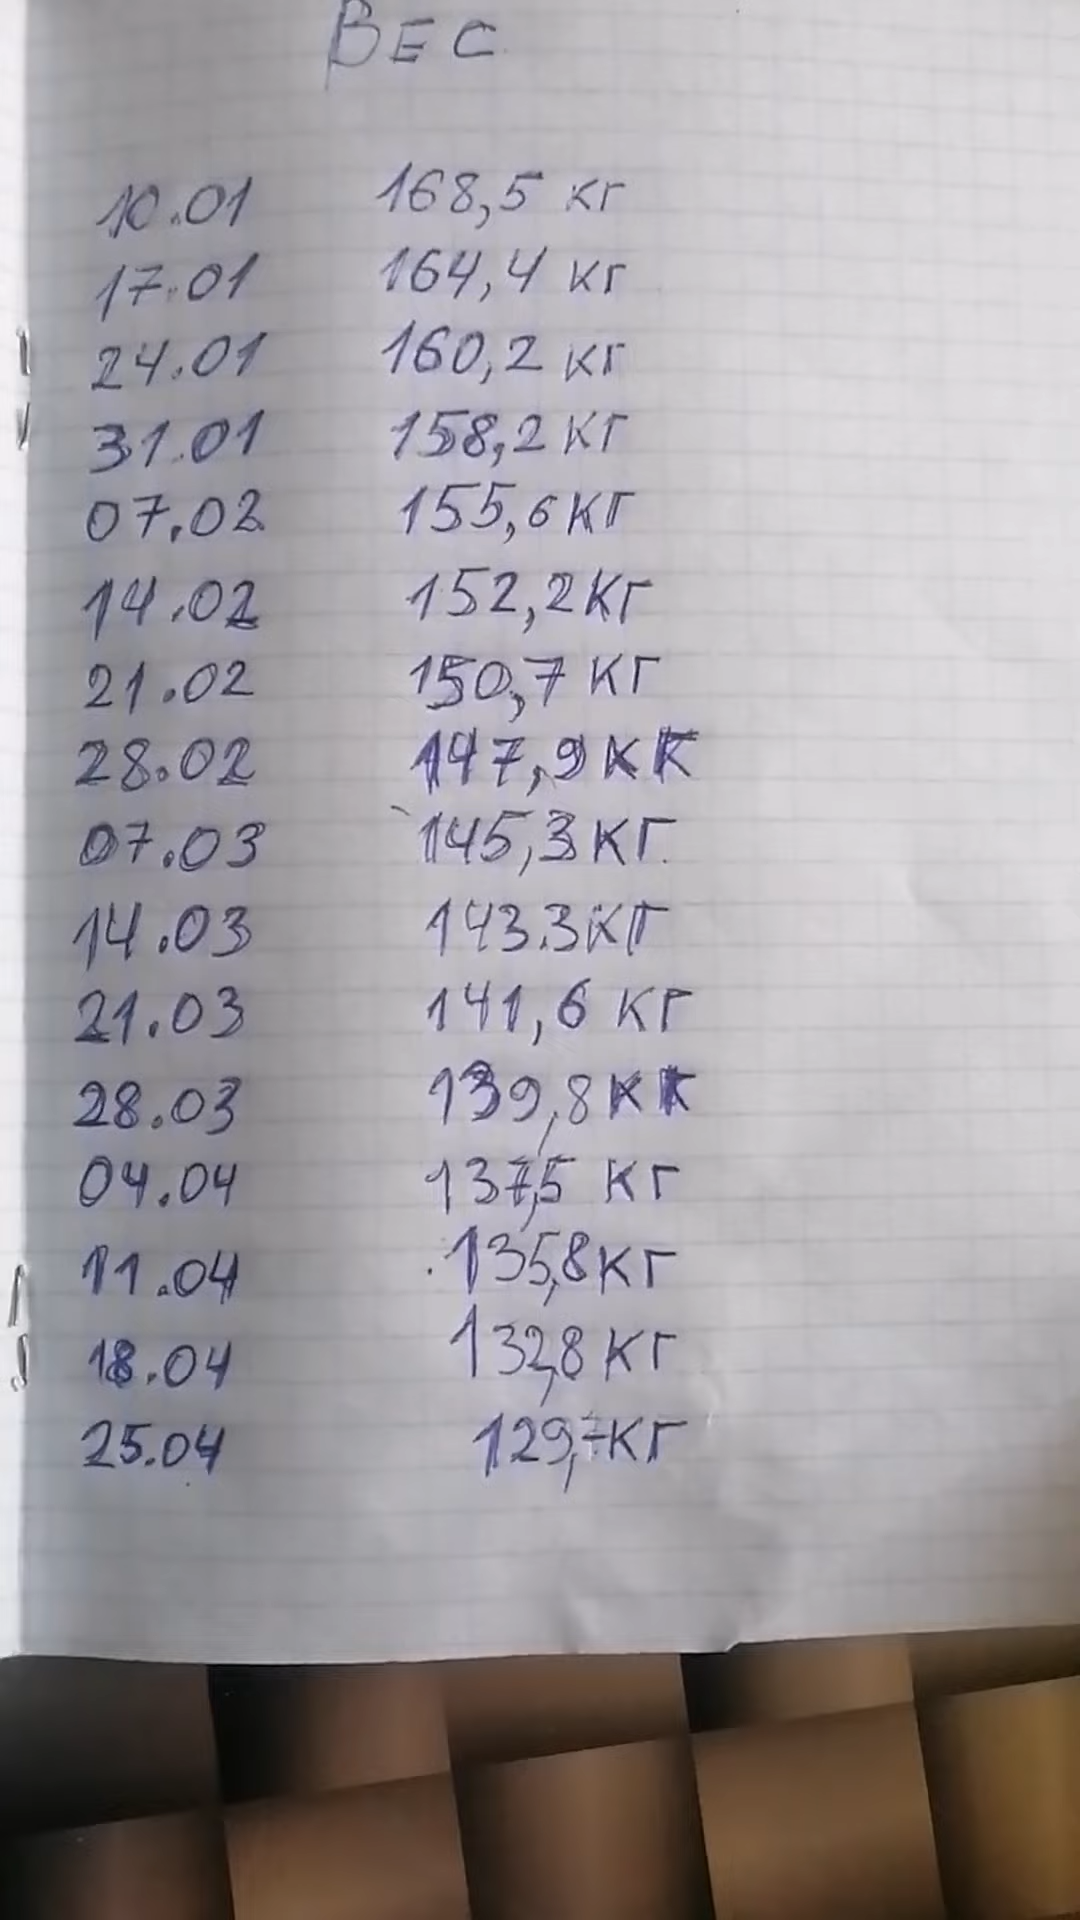 ВЕС
10.01 168,5 кг
17.01 164,4 кг
24.01 160,2 кг
31.01 158,2 кг
07.02 155,6 кг
14.02 152,2 кг
21.02 150,7 кг
28.02 147,9 кг
07.03 145,3 кг.
14.03 143.3 кг
21.03 141,6 кг
28.03 139,8 кг
04.04 137,5 кг
11.04 135,8 кг
18.04 132,8 кг
25.04 129,7 кг